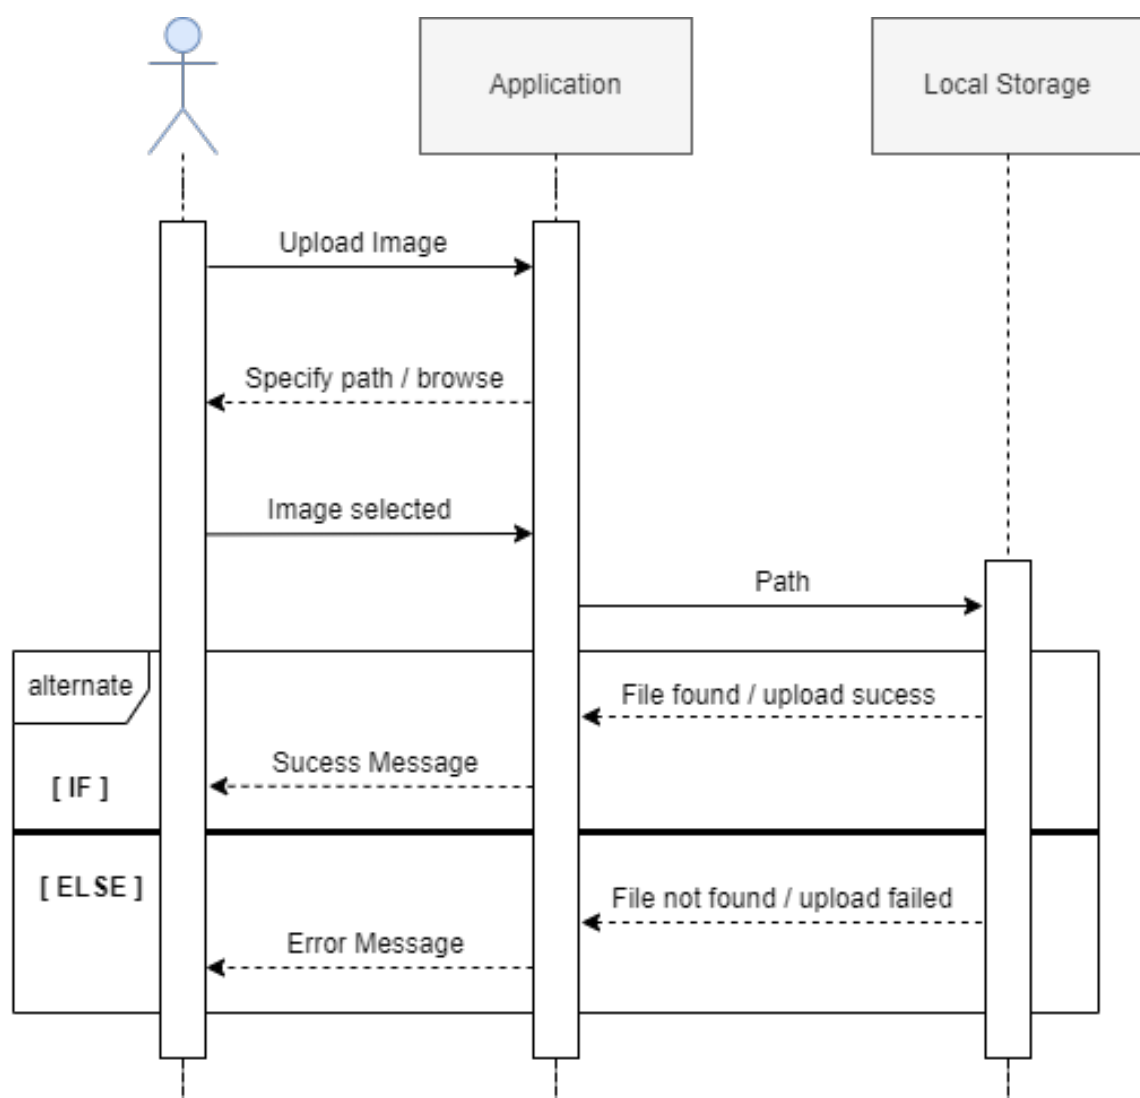 Application
Local Storage
Upload Image
Specify path / browse
Image selected
Path
alternate
File found / upload sucess
Sucess Message
[ IF ]
[ ELSE ]
File not found / upload failed
Error Message